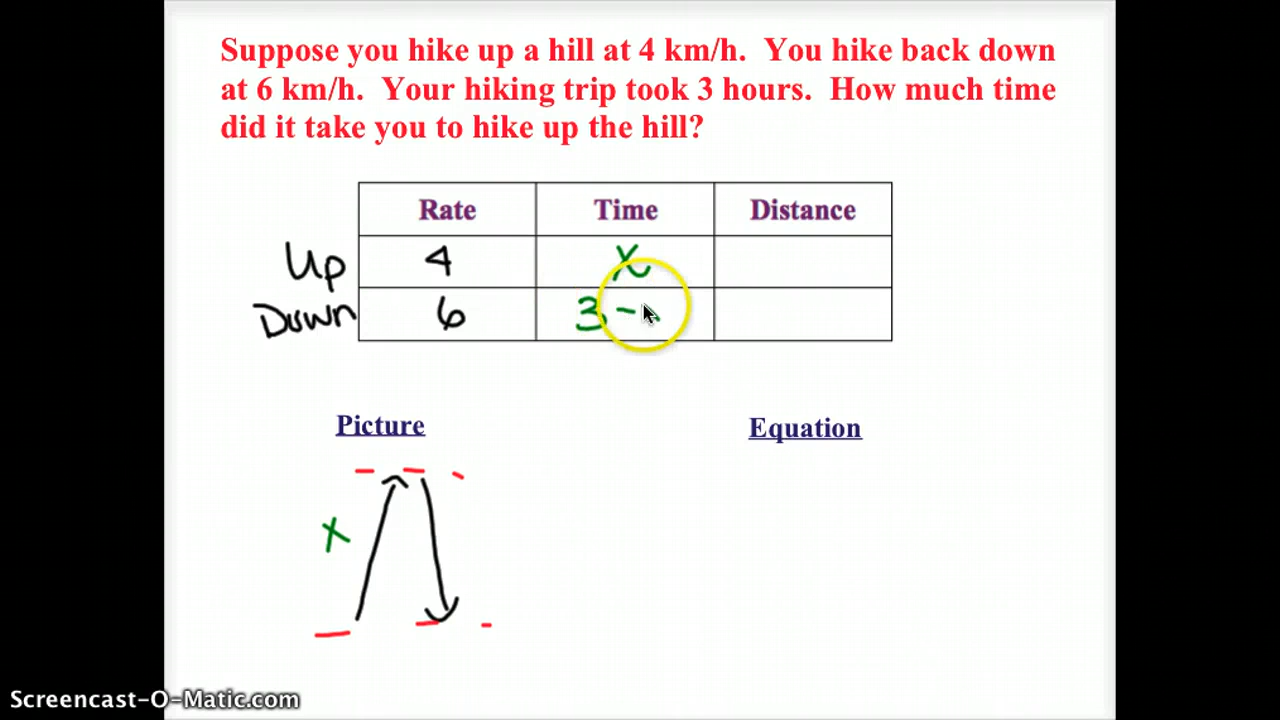 Suppose you hike up a hill at 4 km/h. You hike back down
at 6 km/h. Your hiking trip took 3 hours. How much time
did it take you to hike up the hill?
Rate Time Distance
Up 4 x
Down 6 3 -
Picture Equation
x
Screencast-O-Matic.com